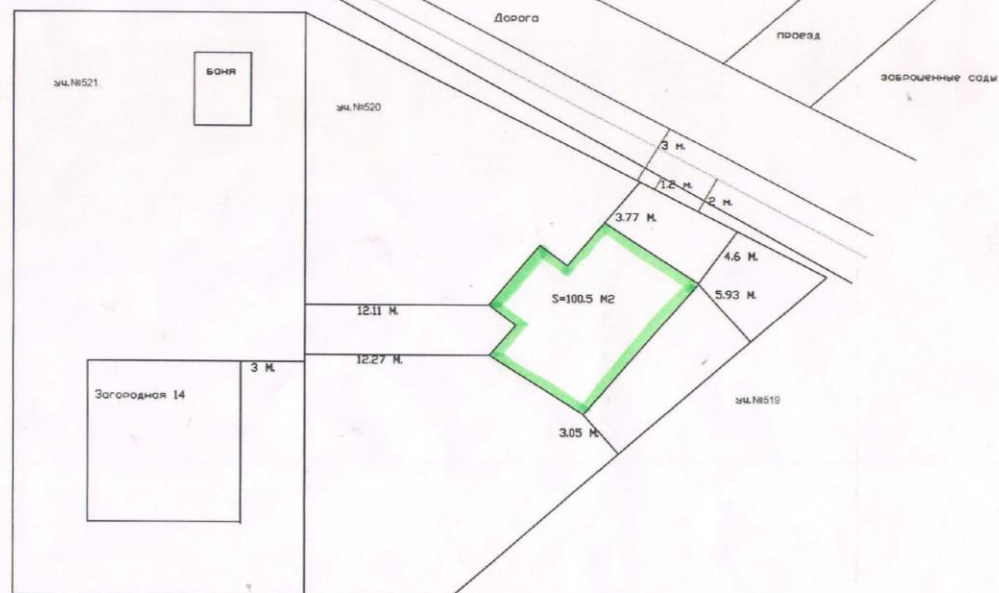 Дорога
проезд
заброшенные сады
баня
уч.№521
уч.№520
3 м.
1.2 м.
2 м.
3.77 М.
4.6 М.
5.93 М.
S=100.5 М2
12.11 М.
12.27 М.
3 М.
Загородная 14
уч.№519
3.05 М.